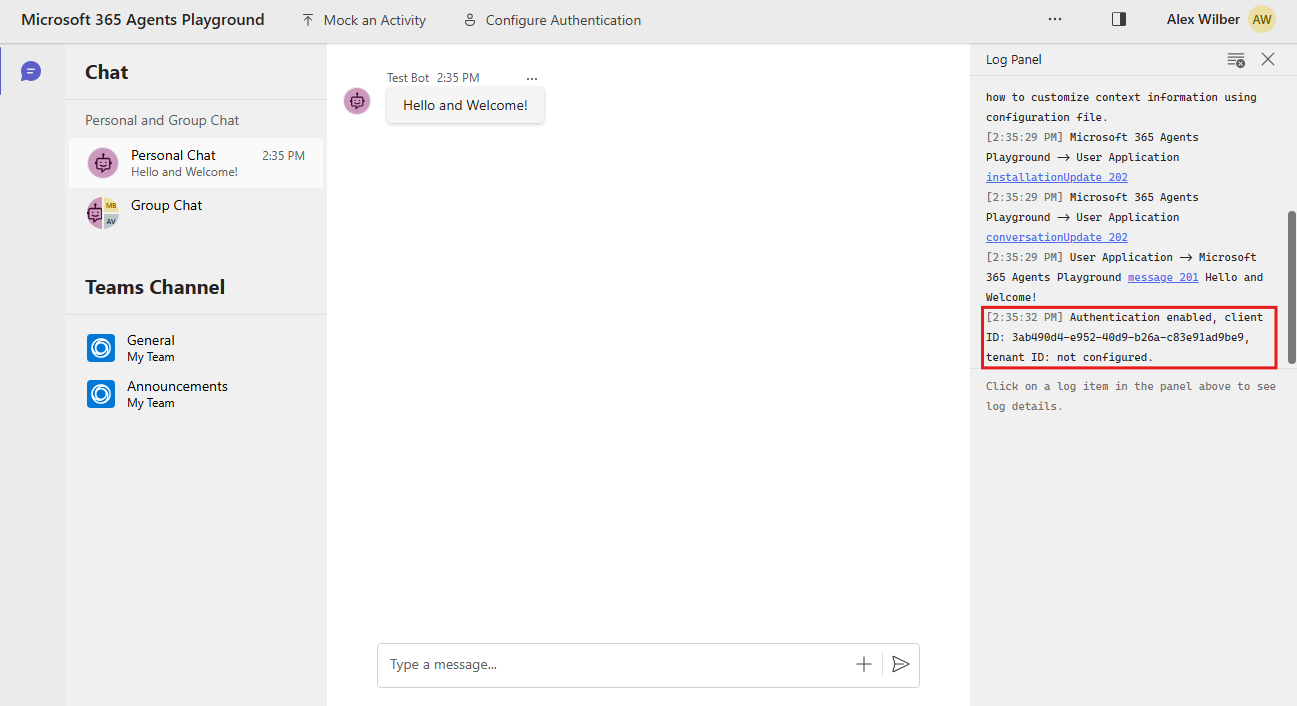 Microsoft 365 Agents Playground
Mock an Activity
Configure Authentication
Alex Wilber
AW
Chat
Personal and Group Chat
Personal Chat
2:35 PM
Hello and Welcome!
MB
AV
Group Chat
Teams Channel
General
My Team
Announcements
My Team
Test Bot 2:35 PM
Hello and Welcome!
Type a message...
Log Panel
how to customize context information using
configuration file.
[2:35:29 PM] Microsoft 365 Agents
Playground → User Application
installationUpdate 202
[2:35:29 PM] Microsoft 365 Agents
Playground → User Application
conversationUpdate 202
[2:35:29 PM] User Application → Microsoft
365 Agents Playground message 201 Hello and
Welcome!
[2:35:32 PM] Authentication enabled, client
ID: 3ab490d4-e952-40d9-b26a-c83e91ad9be9,
tenant ID: not configured.
Click on a log item in the panel above to see
log details.